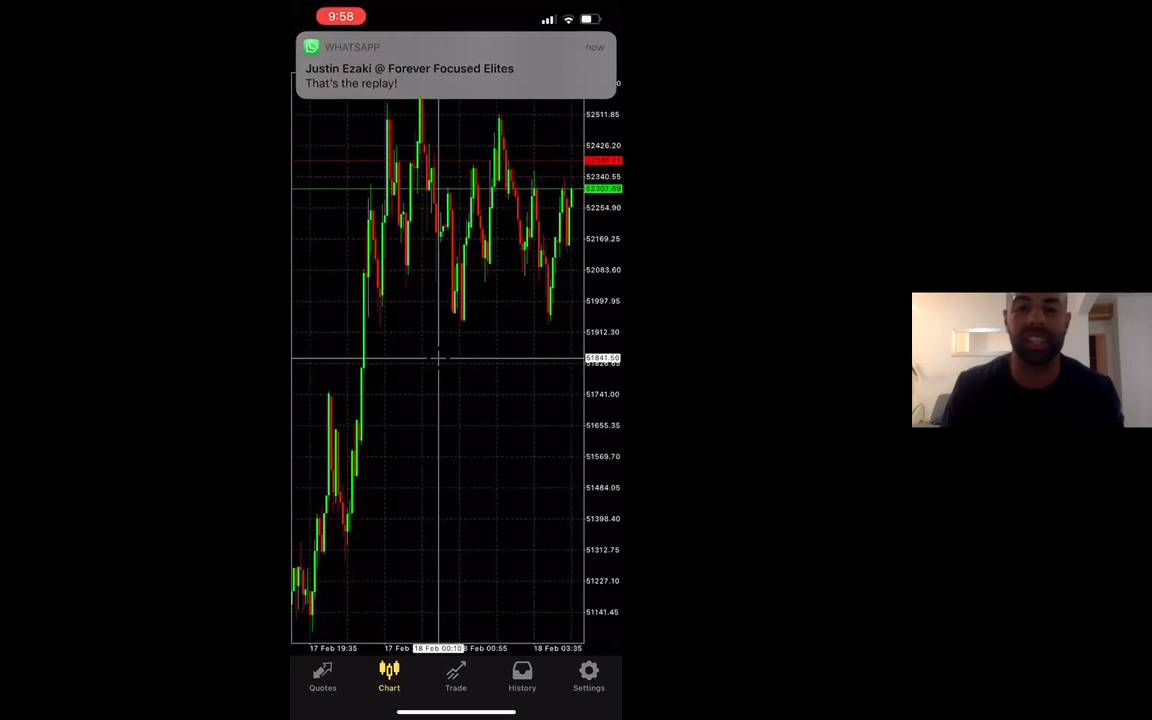 9:58
WHATSAPP
now
Justin Ezaki @ Forever Focused Elites
That's the replay!
52511.85
52426.20
52340.55
52307.69
52254.90
52169.25
52083.60
51997.95
51912.30
51841.50
51741.00
51655.35
51569.70
51484.05
51398.40
51312.75
51227.10
51141.45
17 Feb 19:35
17 Feb
18 Feb 00:10
8 Feb 00:55
18 Feb 03:35
Quotes
Chart
Trade
History
Settings